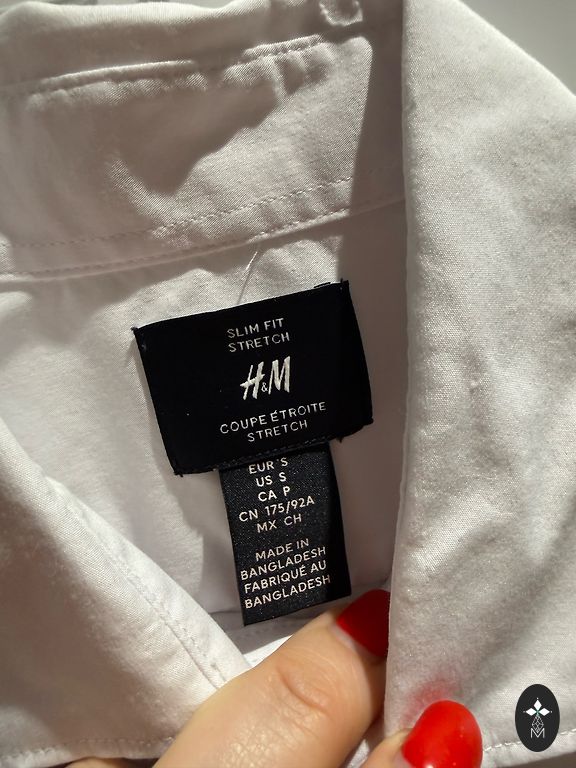 SLIM FIT
STRETCH
H&M
COUPE ÉTROITE
STRETCH
EUR S
US S
CA P
CN 175/92A
MX CH
MADE IN
BANGLADESH
FABRIQUÉ AU
BANGLADESH